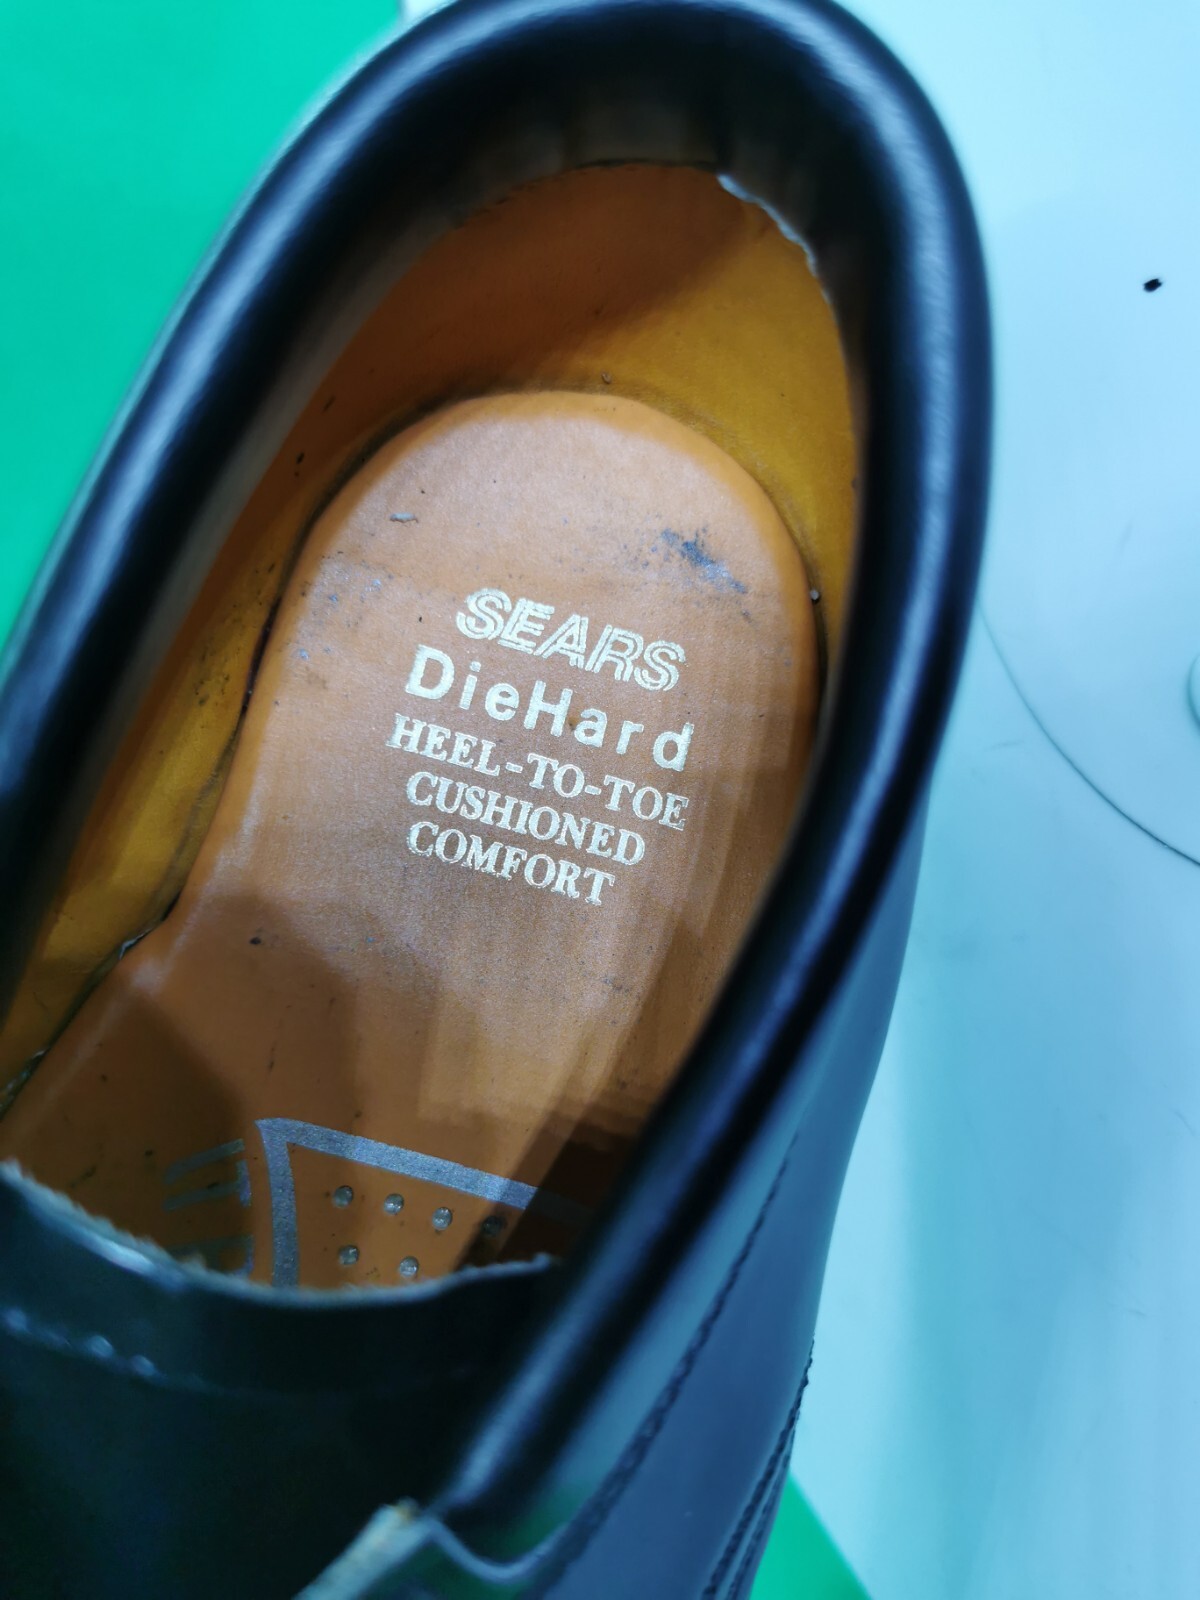 SEARS
DieHard
HEEL-TO-TOE
CUSHIONED
COMFORT